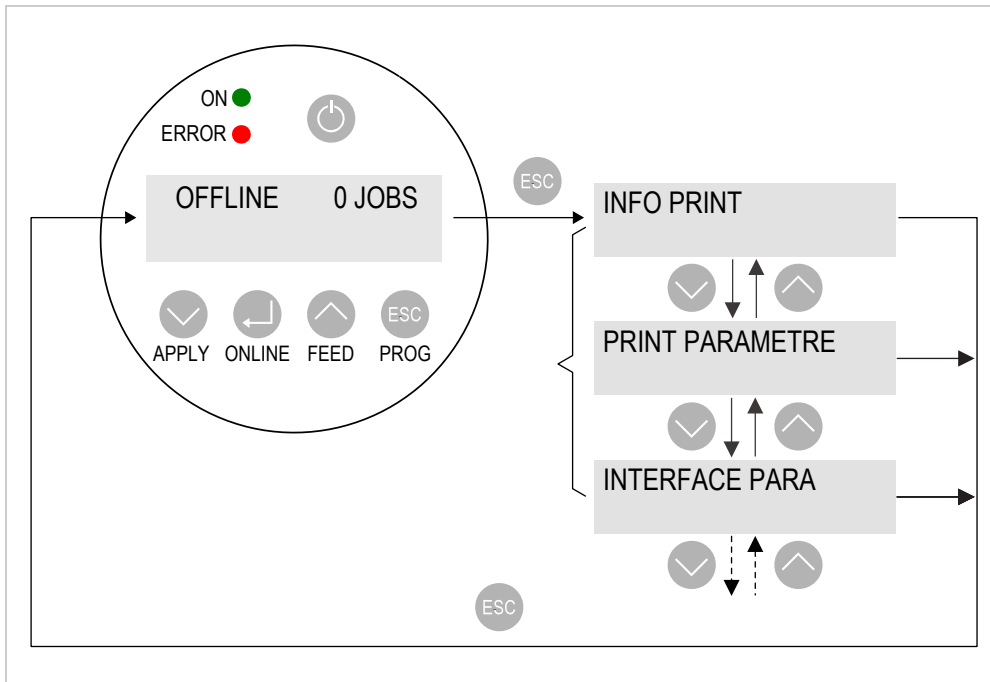 ON
ERROR
ESC
OFFLINE 0 JOBS
INFO PRINT
ESC
APPLY ONLINE FEED PROG
PRINT PARAMETRE
INTERFACE PARA
ESC